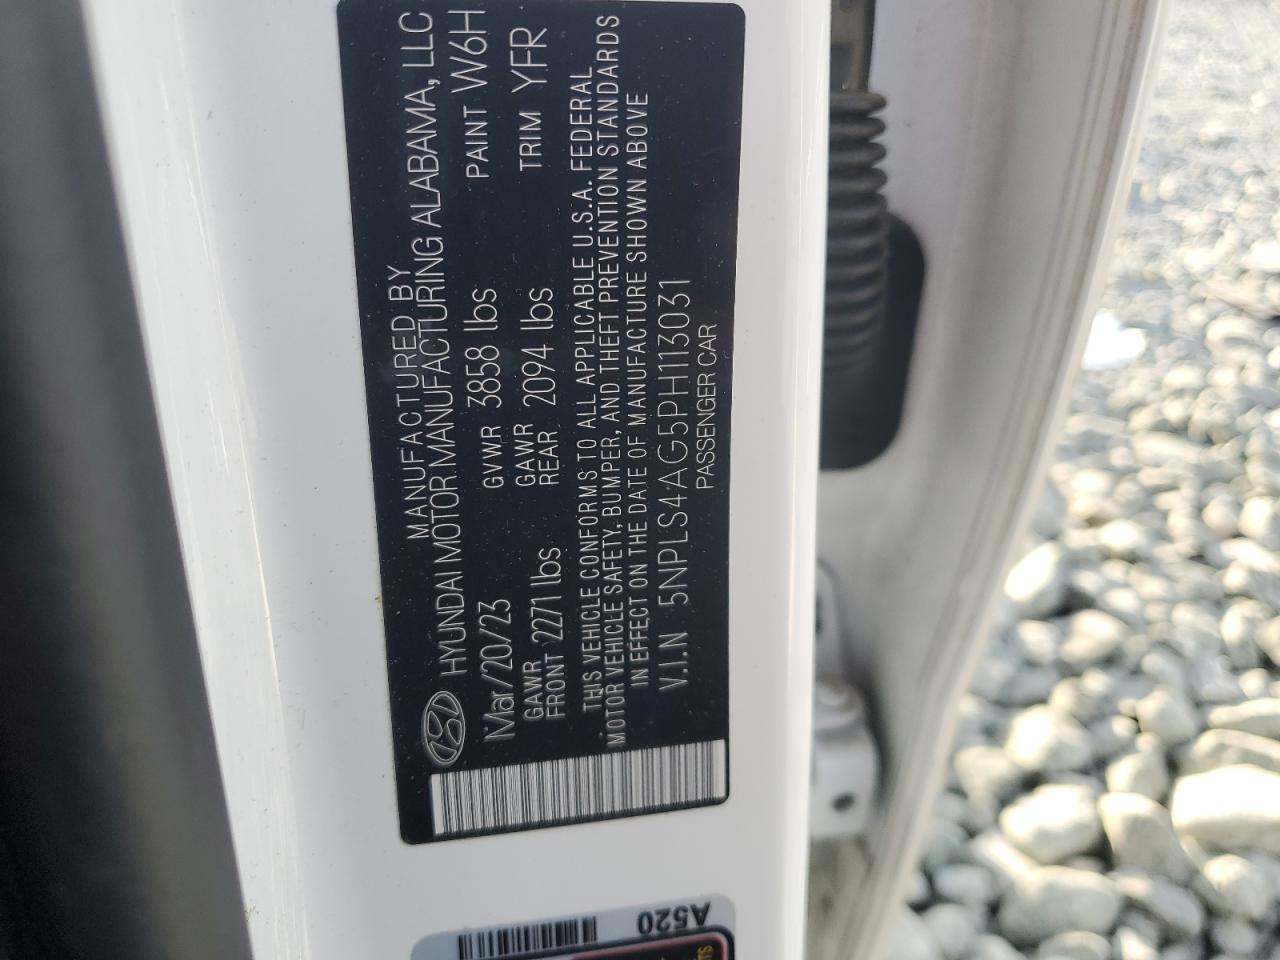 MANUFACTURED BY
HYUNDAI MOTOR MANUFACTURING ALABAMA, LLC
Mar/20/23 GVWR 3858 lbs PAINT W6H
GAWR FRONT 2271 lbs GAWR REAR 2094 lbs TRIM YFR
THIS VEHICLE CONFORMS TO ALL APPLICABLE U.S.A. FEDERAL
MOTOR VEHICLE SAFETY, BUMPER, AND THEFT PREVENTION STANDARDS
IN EFFECT ON THE DATE OF MANUFACTURE SHOWN ABOVE
V.I.N 5NPLS4AG5PH113031
PASSENGER CAR
A520